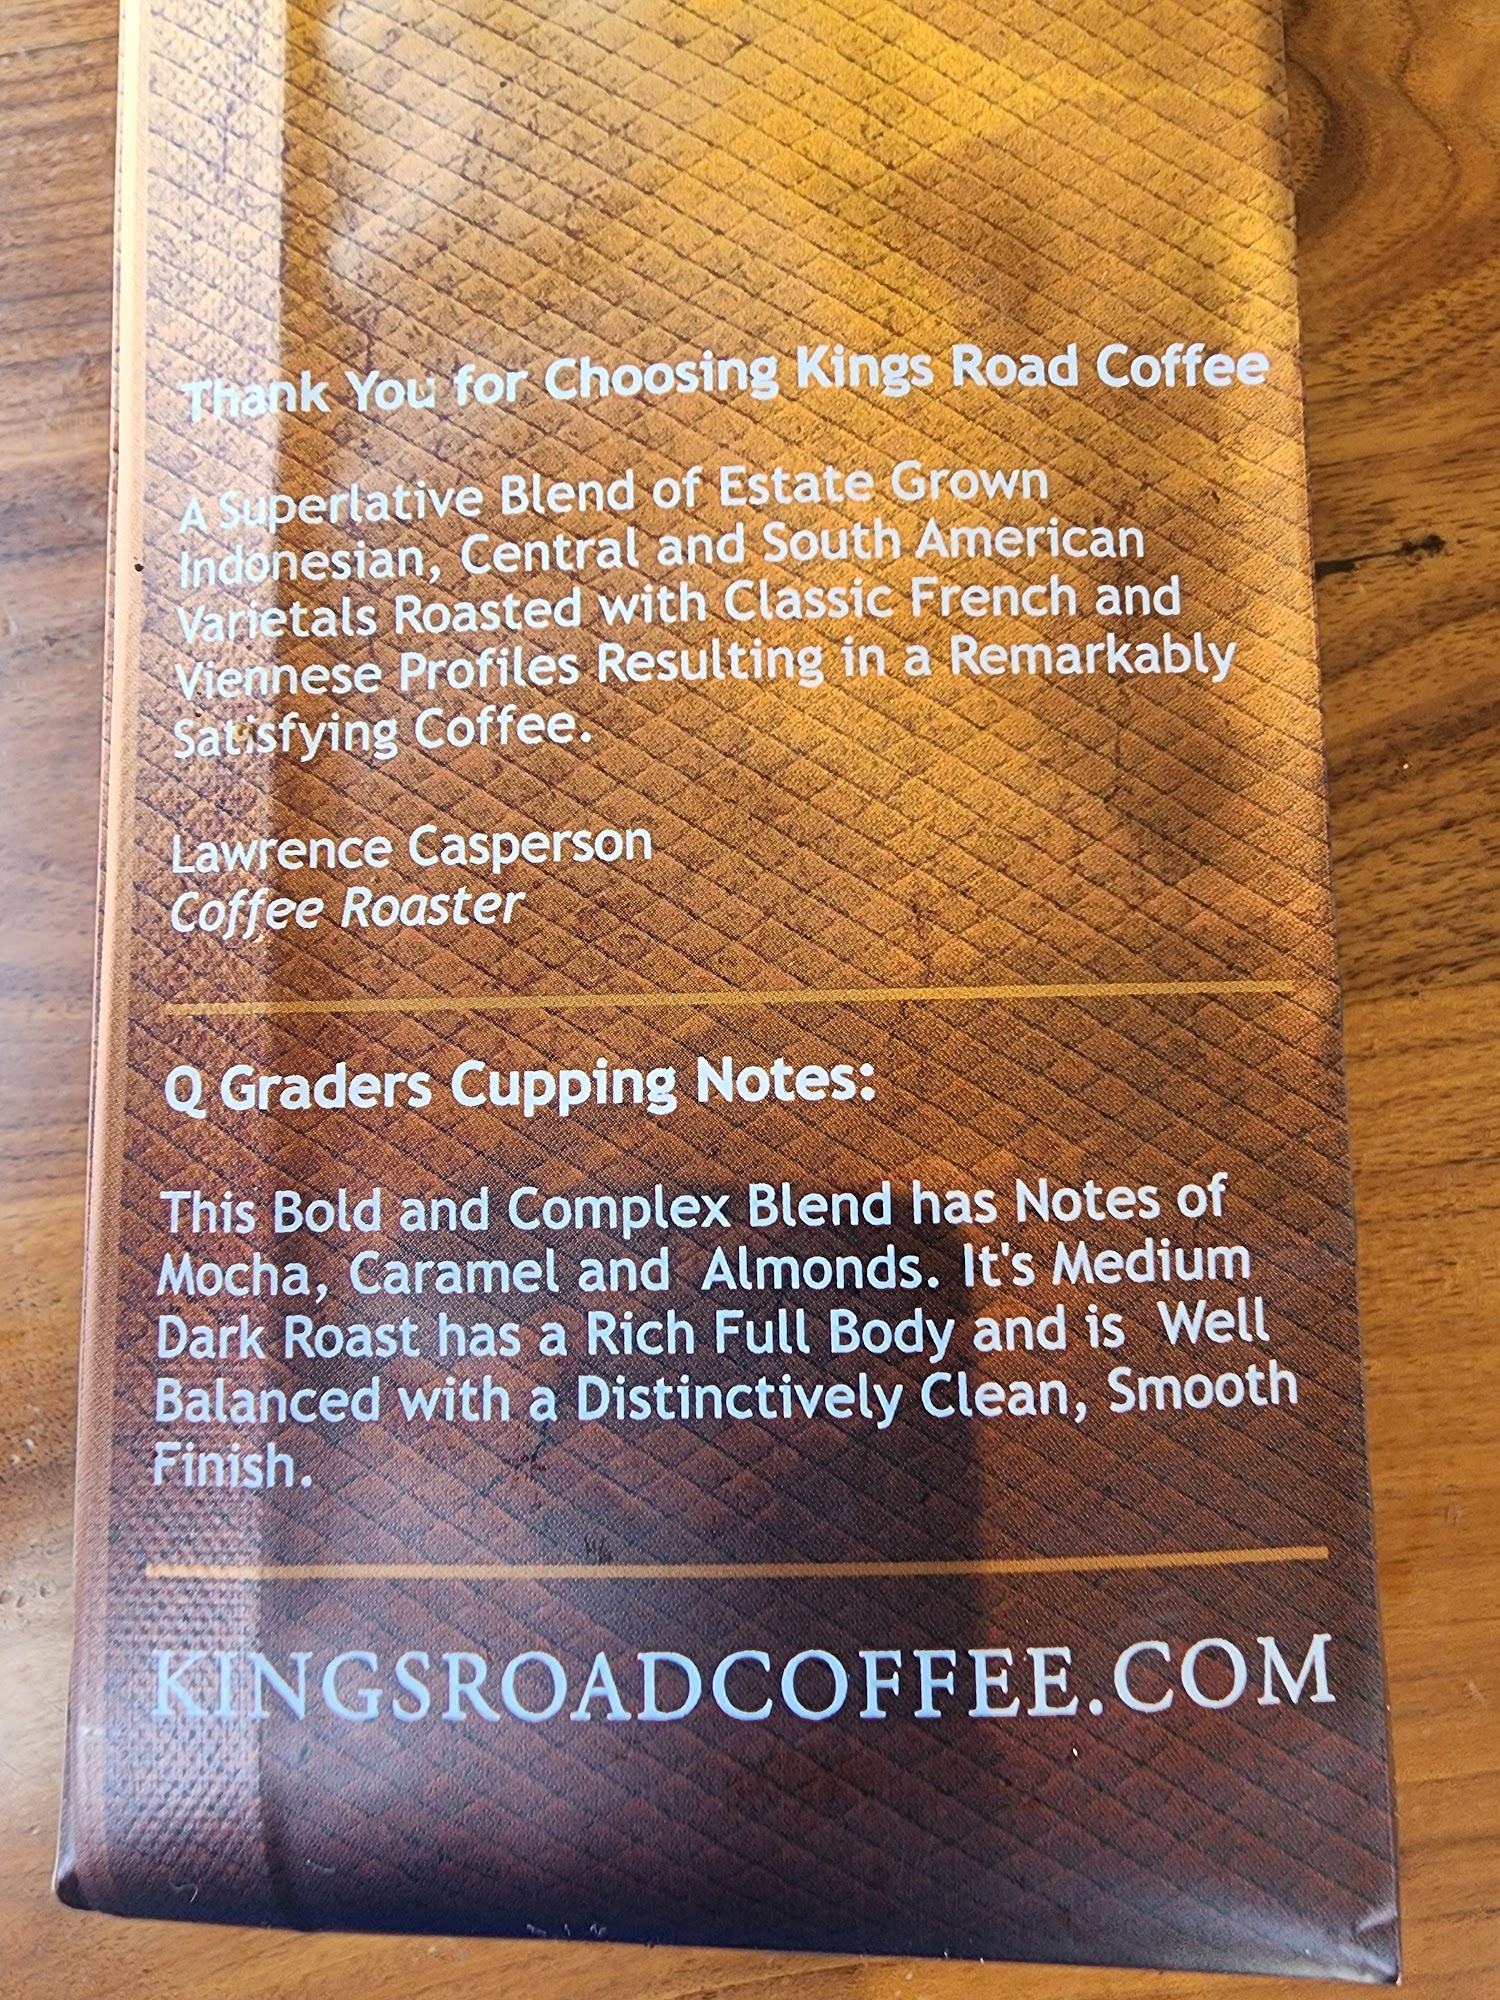 Thank You for Choosing Kings Road Coffee
A Superlative Blend of Estate Grown
Indonesian, Central and South American
Varietals Roasted with Classic French and
Viennese Profiles Resulting in a Remarkably
Satisfying Coffee.
Lawrence Casperson
Coffee Roaster
Q Graders Cupping Notes:
This Bold and Complex Blend has Notes of
Mocha, Caramel and Almonds. It's Medium
Dark Roast has a Rich Full Body and is Well
Balanced with a Distinctively Clean, Smooth
Finish.
KINGSROADCOFFEE.COM